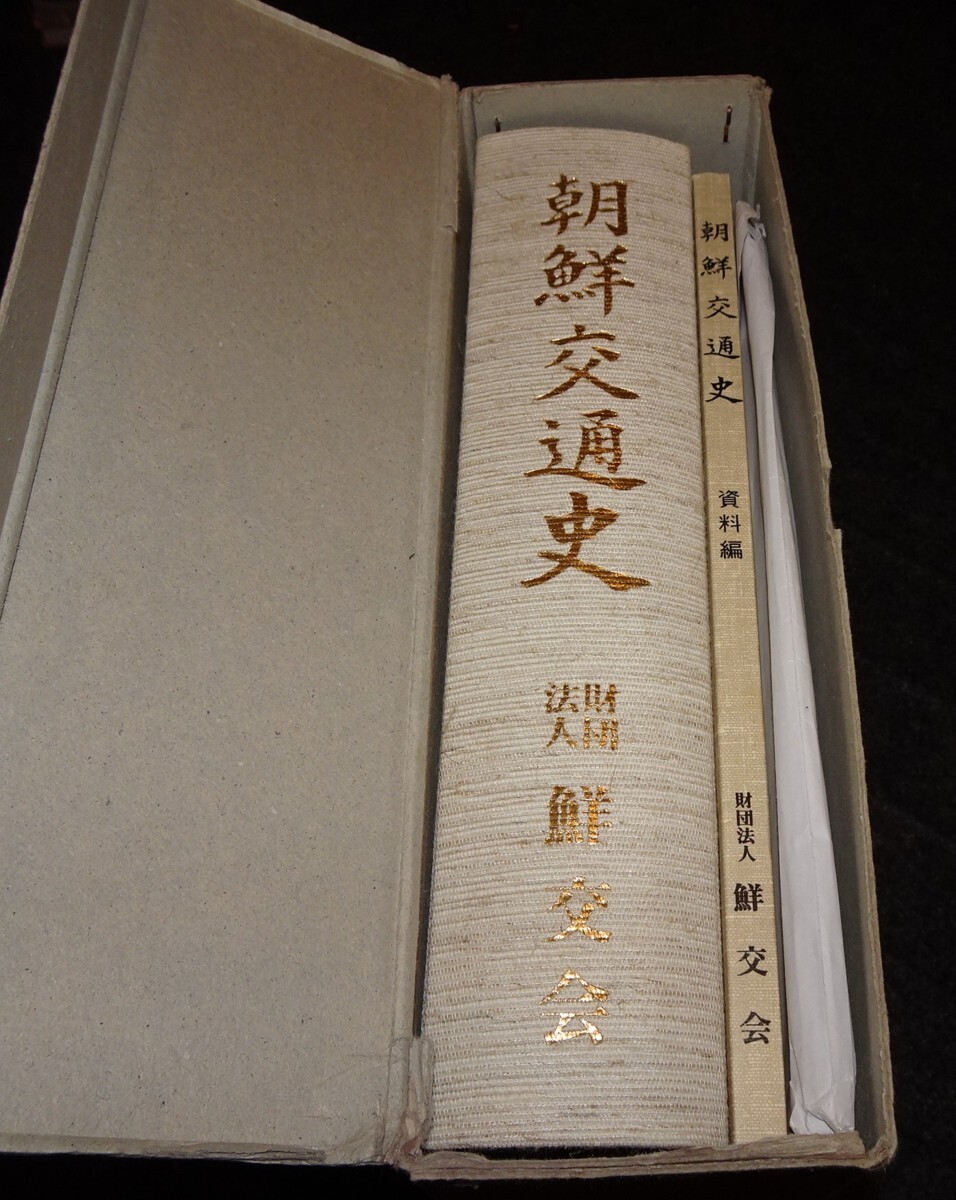 朝鮮交通史
財団
法人
鮮交会
朝鮮交通史
資料編
財団法人
鮮交会